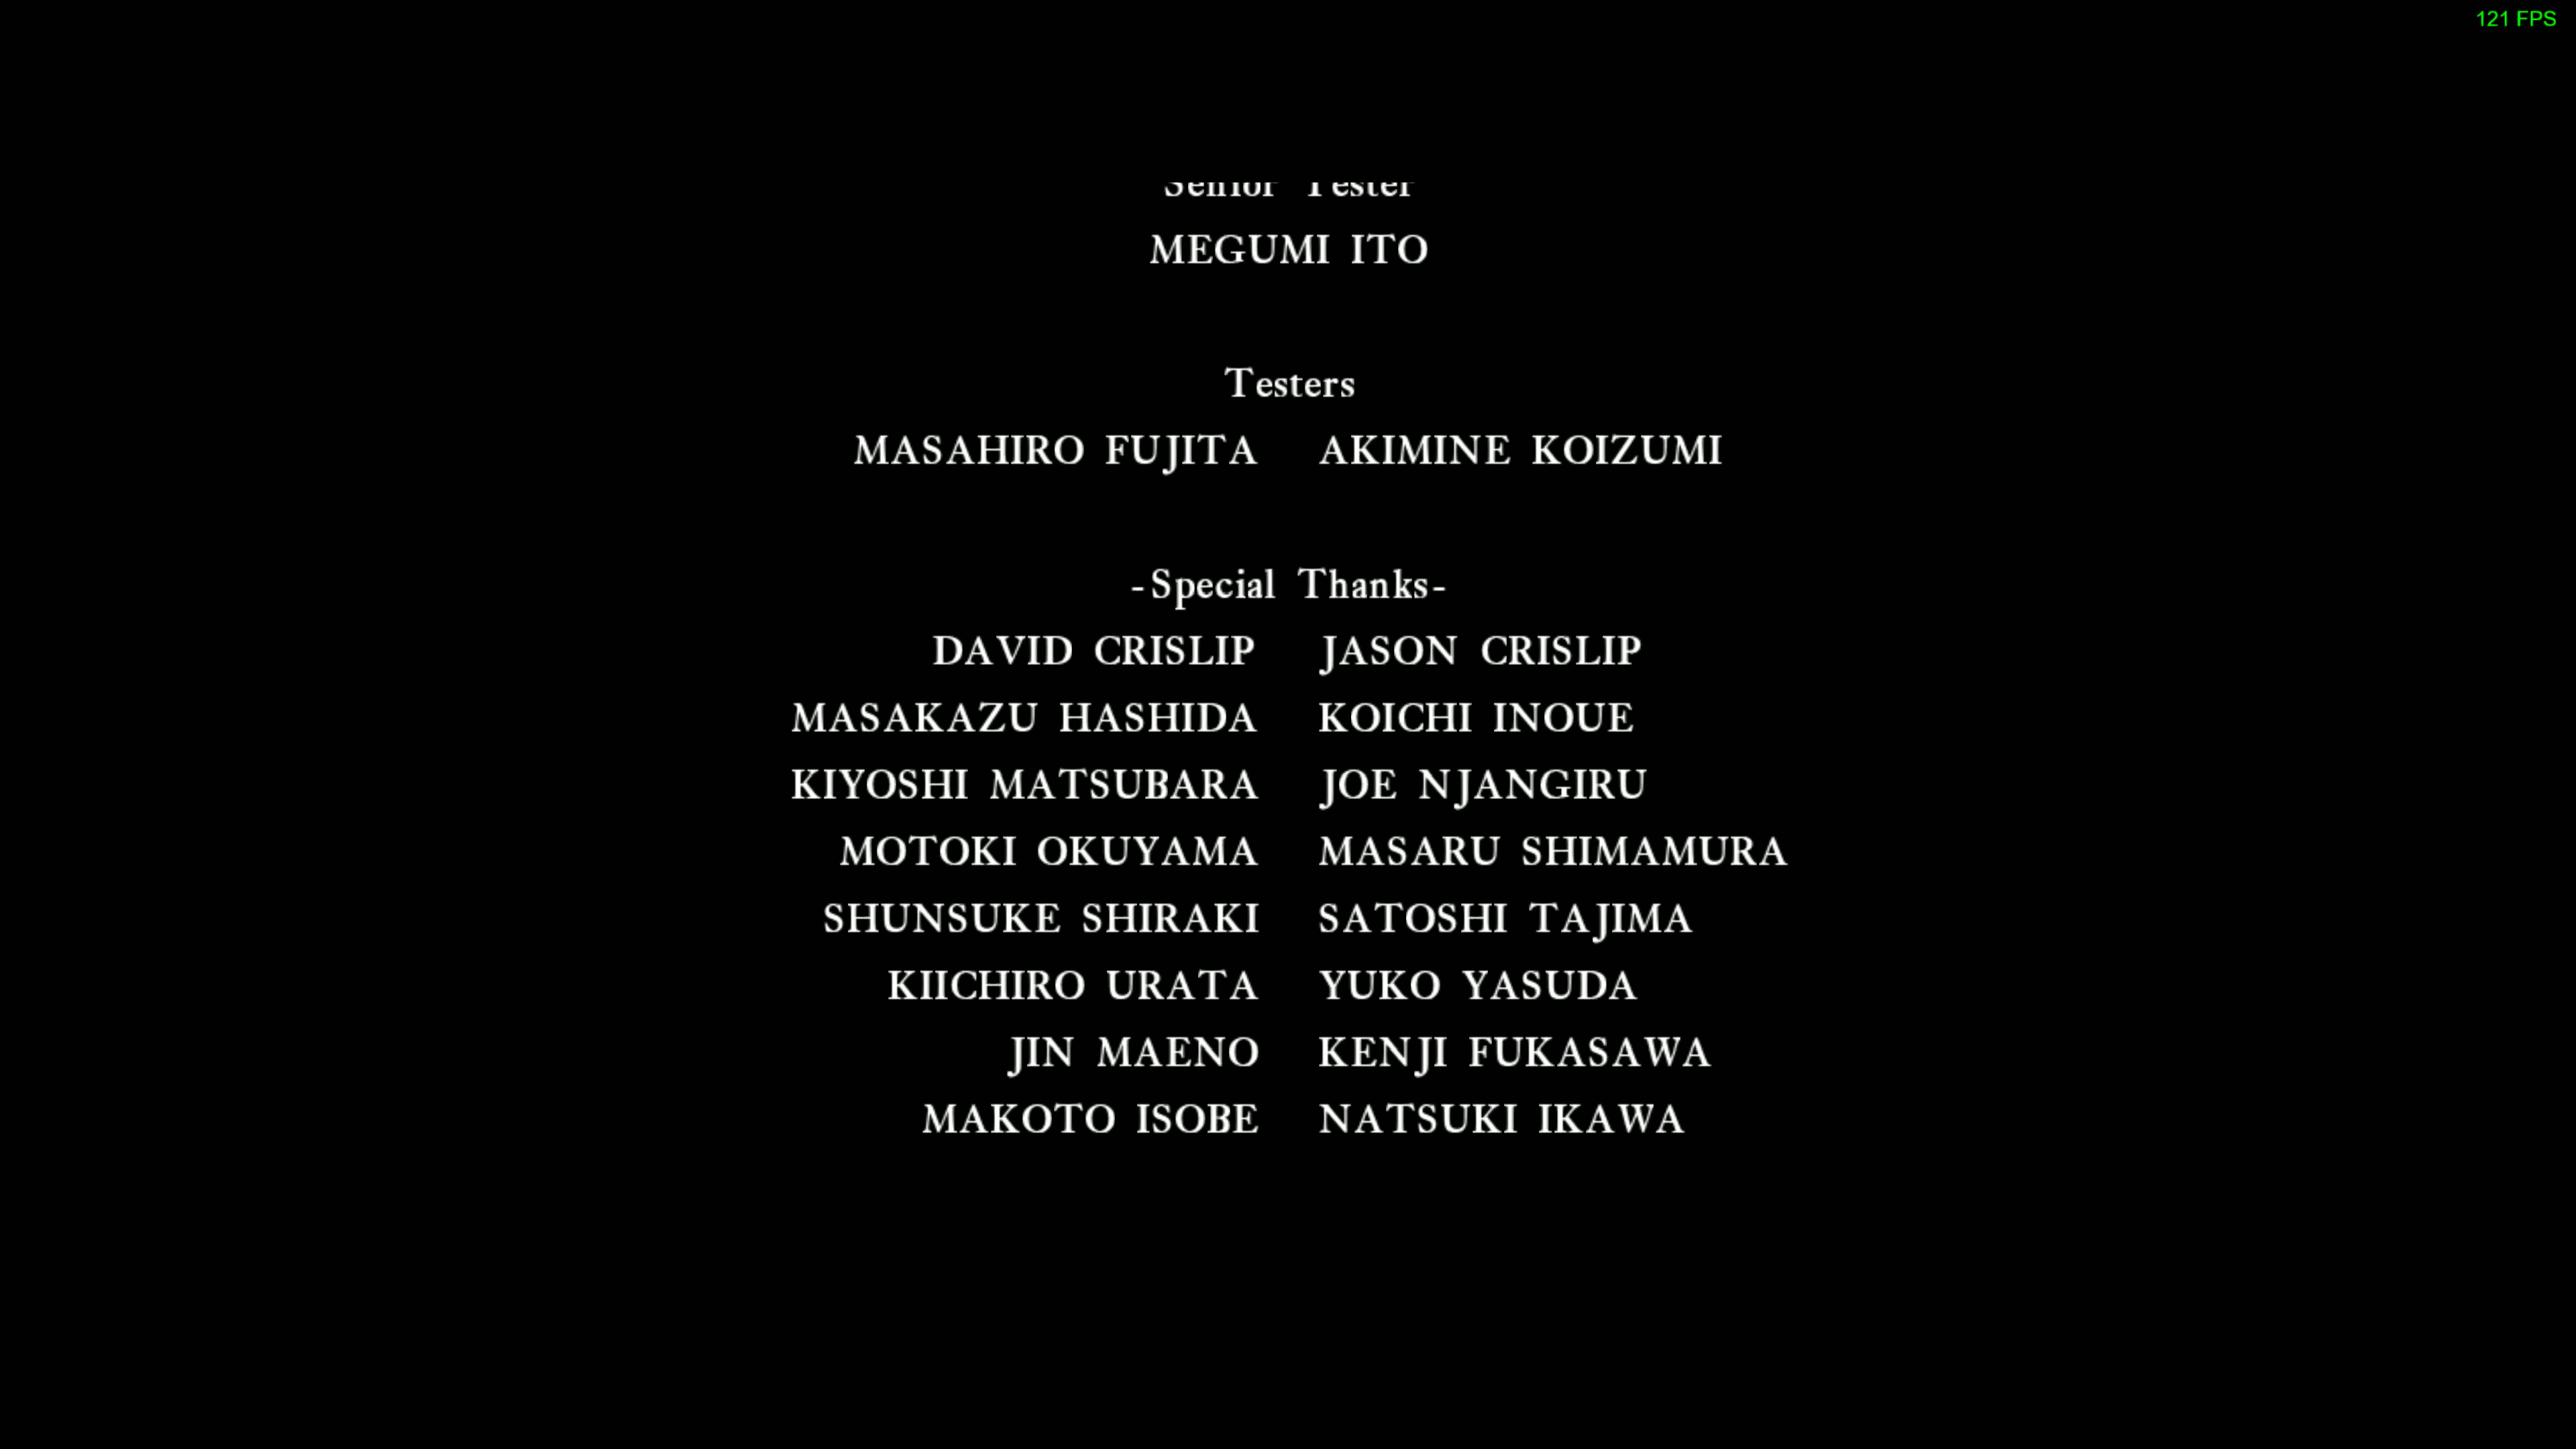 121 FPS
Senior Tester
MEGUMI ITO
Testers
MASAHIRO FUJITA AKIMINE KOIZUMI
-Special Thanks-
DAVID CRISLIP JASON CRISLIP
MASAKAZU HASHIDA KOICHI INOUE
KIYOSHI MATSUBARA JOE NJANGIRU
MOTOKI OKUYAMA MASARU SHIMAMURA
SHUNSUKE SHIRAKI SATOSHI TAJIMA
KIICHIRO URATA YUKO YASUDA
JIN MAENO KENJI FUKASAWA
MAKOTO ISOBE NATSUKI IKAWA